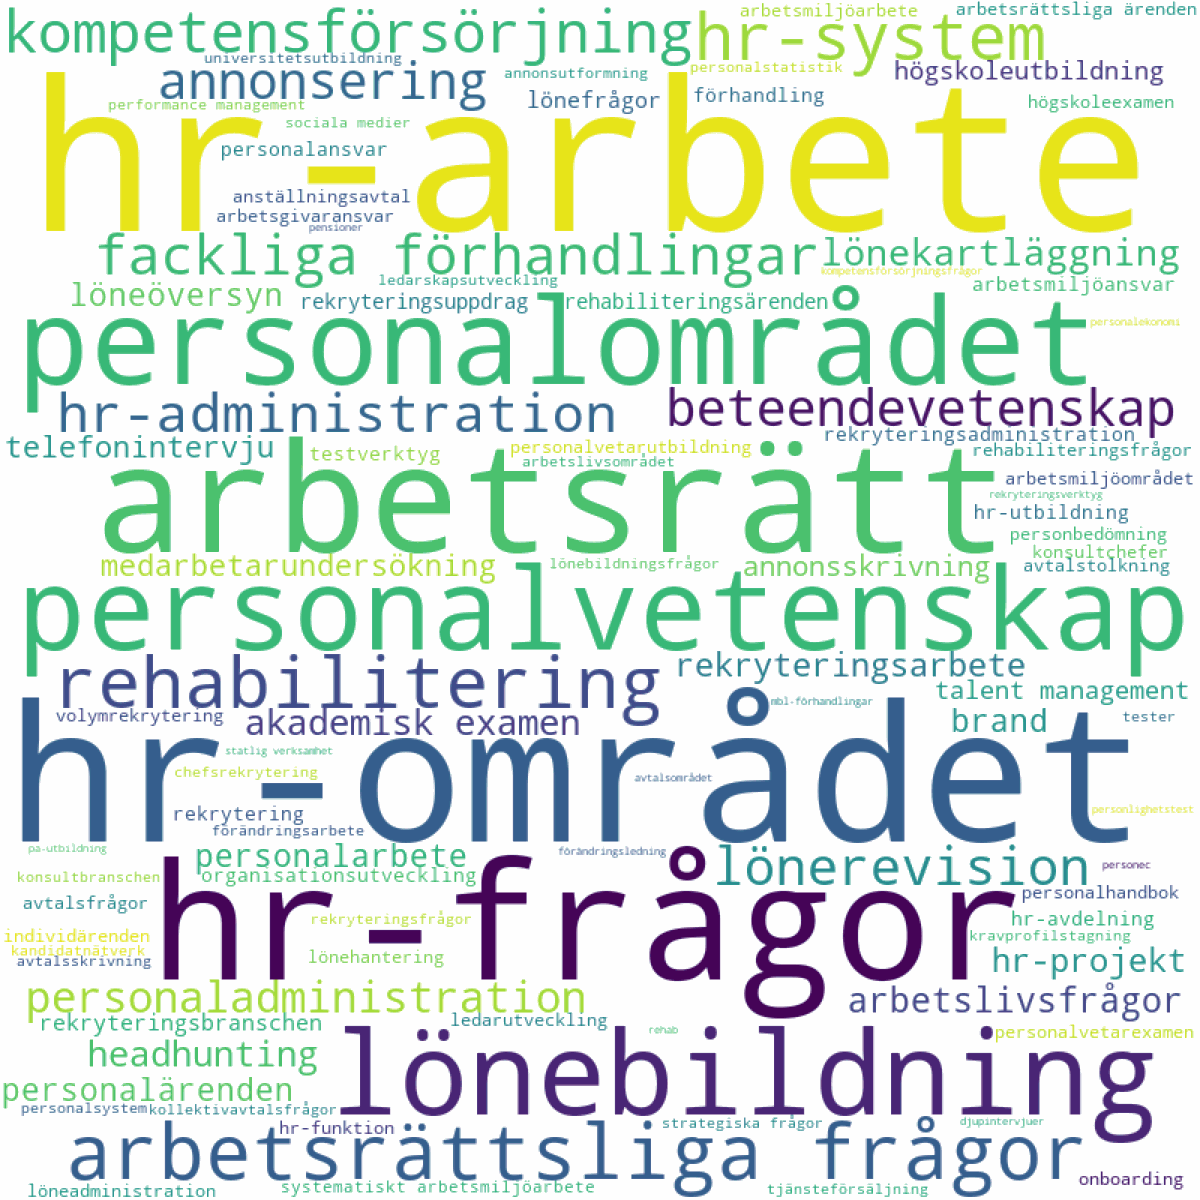 kompetensförsörjning
hr-system
arbetsmiljöarbete
arbetsrättsliga ärenden
universitetsutbildning
annonsering
annonsutformning
personalstatistik
högskoleutbildning
performance management
lönefrågor
förhandling
högskoleexamen
hr-arbete
sociala medier
personalansvar
anställningsavtal
arbetsgivaransvar
pensioner
fackliga förhandlingar
lönekartläggning
kompetensförsörjningsfrågor
ledarskapsutveckling
arbetsmiljöansvar
löneöversyn
rekryteringsuppdrag
rehabiliteringsärenden
personalområdet
personalekonomi
hr-administration
beteendevetenskap
telefonintervju
testverktyg
personalvetarutbildning
rekryteringsadministration
rehabiliteringsfrågor
arbetslivsområdet
arbetsrätt
arbetsmiljöområdet
rekryteringsverktyg
hr-utbildning
personbedömning
konsultchefer
medarbetarundersökning
lönebildningsfrågor
annonsskrivning
avtalstolkning
personalvetenskap
rehabilitering
rekryteringsarbete
talent management
volymrekrytering
akademisk examen
mbl-förhandlingar
brand
tester
hr-området
statlig verksamhet
chefsrekrytering
avtalsområdet
rekrytering
personlighetstest
förändringsarbete
pa-utbildning
personalarbete
förändringsledning
lönerevision
personec
konsultbranschen
organisationsutveckling
hr-frågor
personalhandbok
avtalsfrågor
rekryteringsfrågor
hr-avdelning
individärenden
kravprofilstagning
kandidatnätverk
lönehantering
avtalsskrivning
hr-projekt
personaladministration
arbetslivsfrågor
rekryteringsbranschen
ledarutveckling
rehab
personalvetarexamen
headhunting
lönebildning
personalärenden
personalsystem
kollektivavtalsfrågor
hr-funktion
strategiska frågor
djupintervjuer
arbetsrättsliga frågor
onboarding
löneadministration
systematiskt arbetsmiljöarbete
tjänsteförsäljning